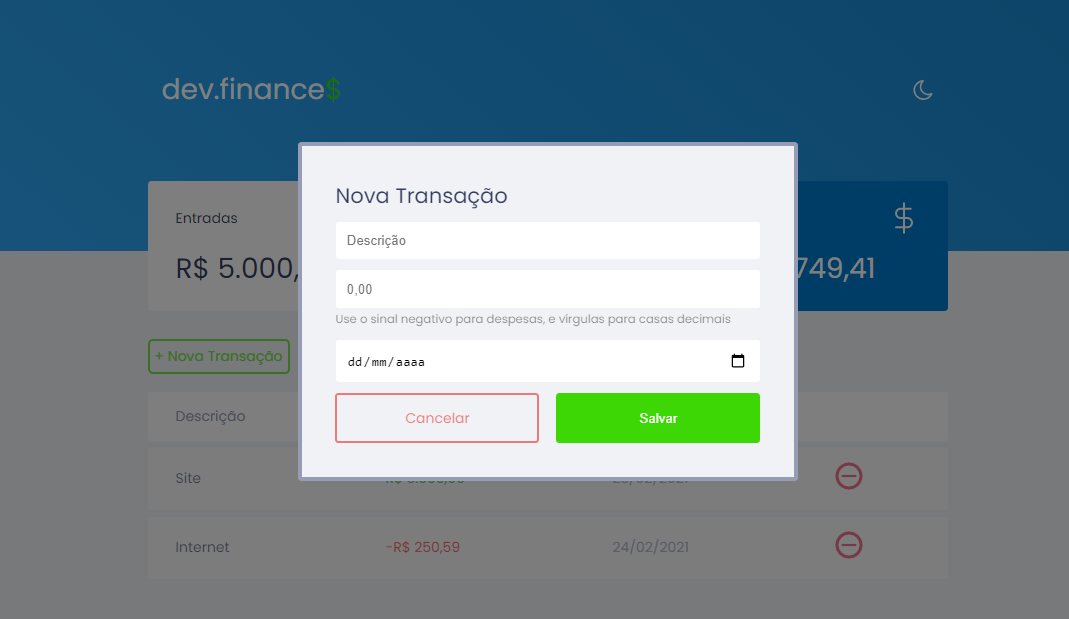 dev.finance$
Entradas
R$ 5.000,
$
749,41
+ Nova Transação
Nova Transação
Descrição
0,00
Use o sinal negativo para despesas, e vírgulas para casas decimais
dd/mm/aaaa
Cancelar
Salvar
Descrição
Site
Internet
-R$ 250,59
24/02/2021